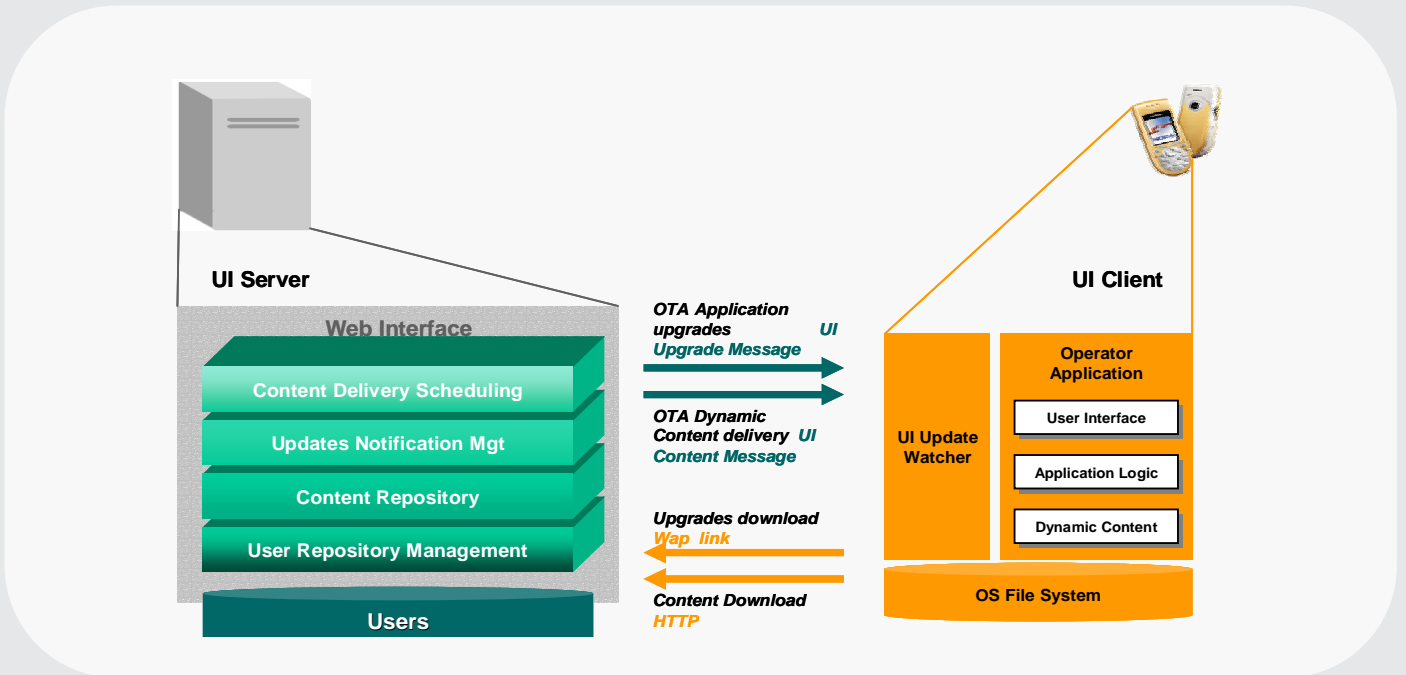 UI Server
Web Interface
Content Delivery Scheduling
Updates Notification Mgt
Content Repository
User Repository Management
Users
OTA Application
upgrades UI
Upgrade Message
OTA Dynamic
Content delivery UI
Content Message
Upgrades download
Wap link
Content Download
HTTP
UI Client
UI Update
Watcher
Operator
Application
User Interface
Application Logic
Dynamic Content
OS File System